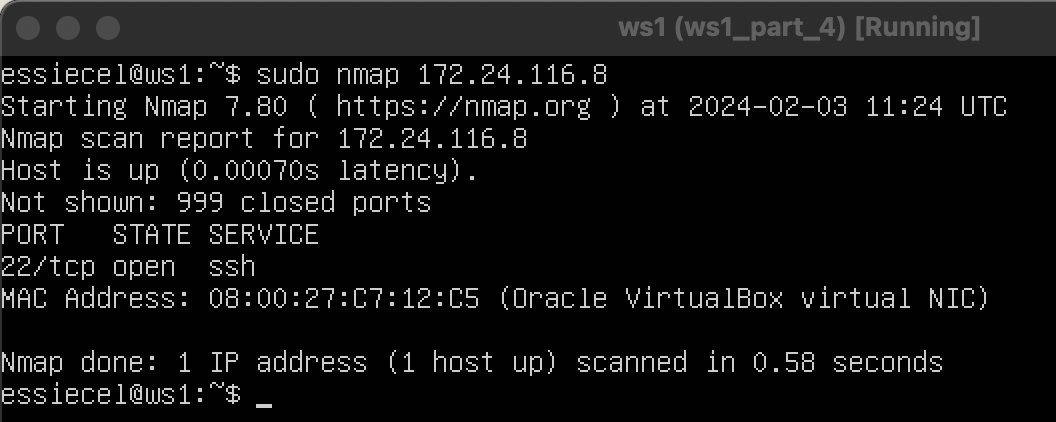 ws1 (ws1_part_4) [Running]
essiecel@ws1:~$ sudo nmap 172.24.116.8
Starting Nmap 7.80 ( https://nmap.org ) at 2024-02-03 11:24 UTC
Nmap scan report for 172.24.116.8
Host is up (0.00070s latency).
Not shown: 999 closed ports
PORT   STATE SERVICE
22/tcp open  ssh
MAC Address: 08:00:27:C7:12:C5 (Oracle VirtualBox virtual NIC)
Nmap done: 1 IP address (1 host up) scanned in 0.58 seconds
essiecel@ws1:~$ _